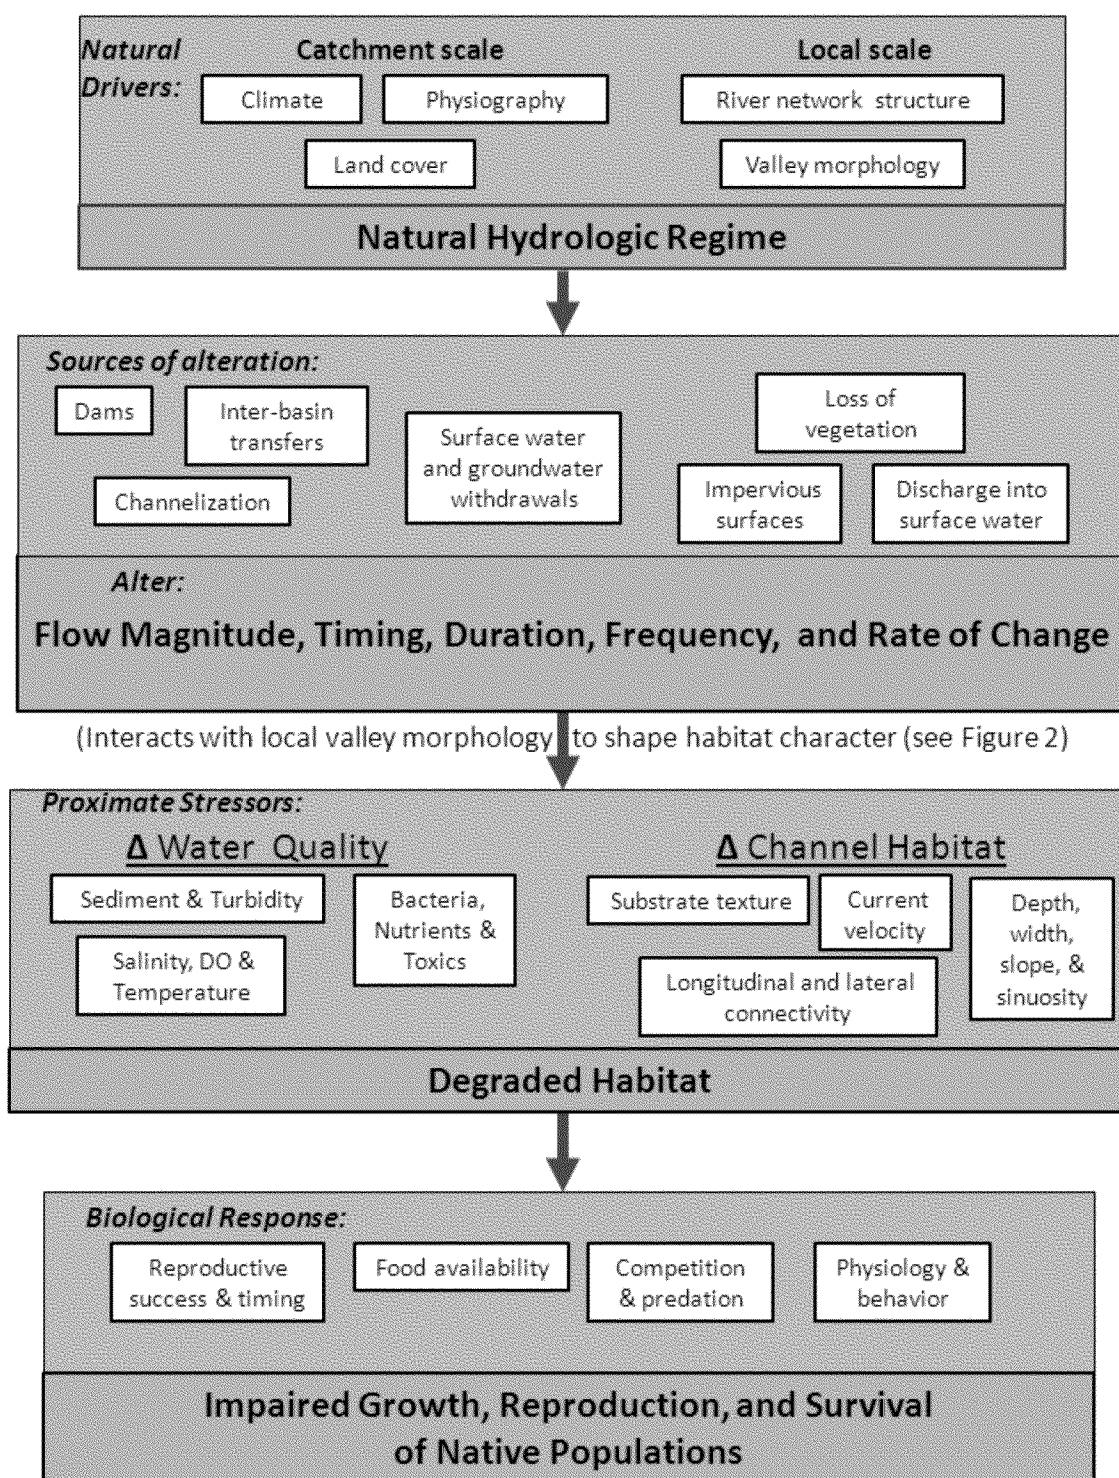 Natural
Drivers:
Catchment scale
Local scale
Climate
Physiography
River network structure
Land cover
Valley morphology
Natural Hydrologic Regime
Sources of alteration:
Dams
Inter-basin
transfers
Channelization
Surface water
and groundwater
withdrawals
Loss of
vegetation
Impervious
surfaces
Discharge into
surface water
Alter:
Flow Magnitude, Timing, Duration, Frequency, and Rate of Change
(Interacts with local valley morphology to shape habitat character (see Figure 2)
Proximate Stressors:
Δ Water Quality
Sediment & Turbidity
Bacteria,
Nutrients &
Toxics
Salinity, DO &
Temperature
Δ Channel Habitat
Substrate texture
Current
velocity
Depth,
width,
slope, &
sinuosity
Longitudinal and lateral
connectivity
Degraded Habitat
Biological Response:
Reproductive
success & timing
Food availability
Competition
& predation
Physiology &
behavior
Impaired Growth, Reproduction, and Survival
of Native Populations